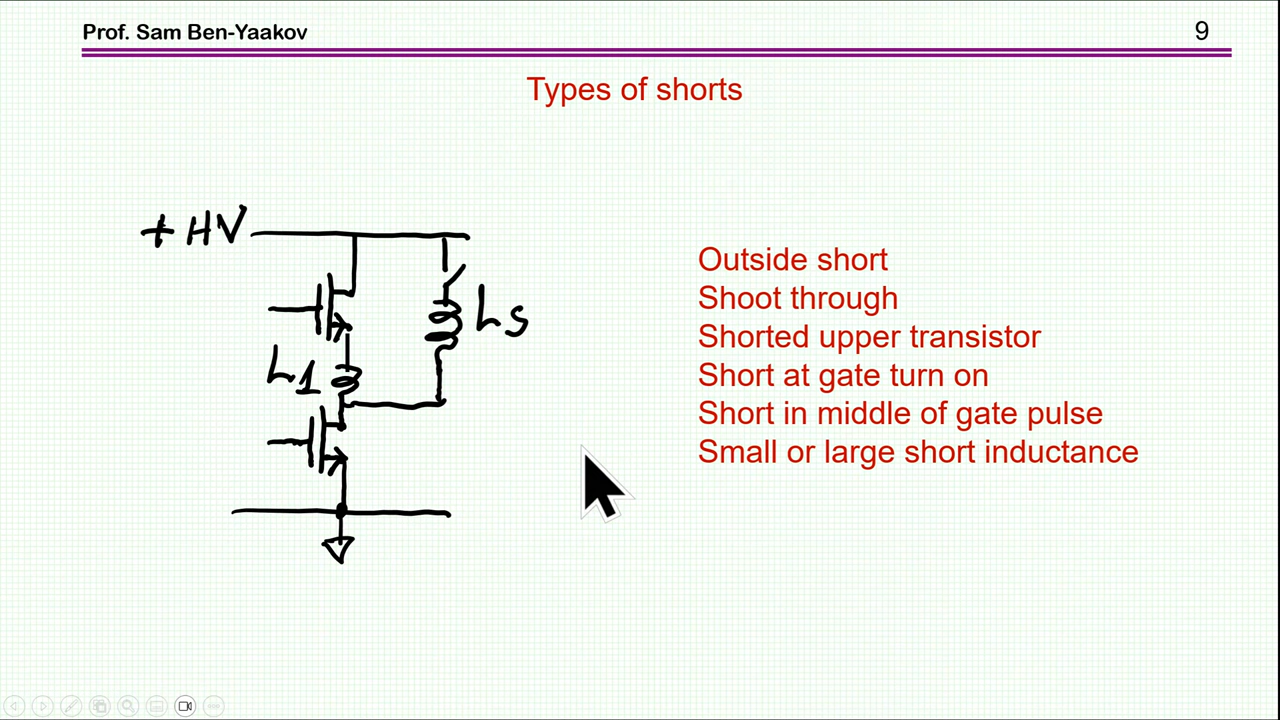 Prof. Sam Ben-Yaakov
9
Types of shorts
+ HV
LS
L1
Outside short
Shoot through
Shorted upper transistor
Short at gate turn on
Short in middle of gate pulse
Small or large short inductance